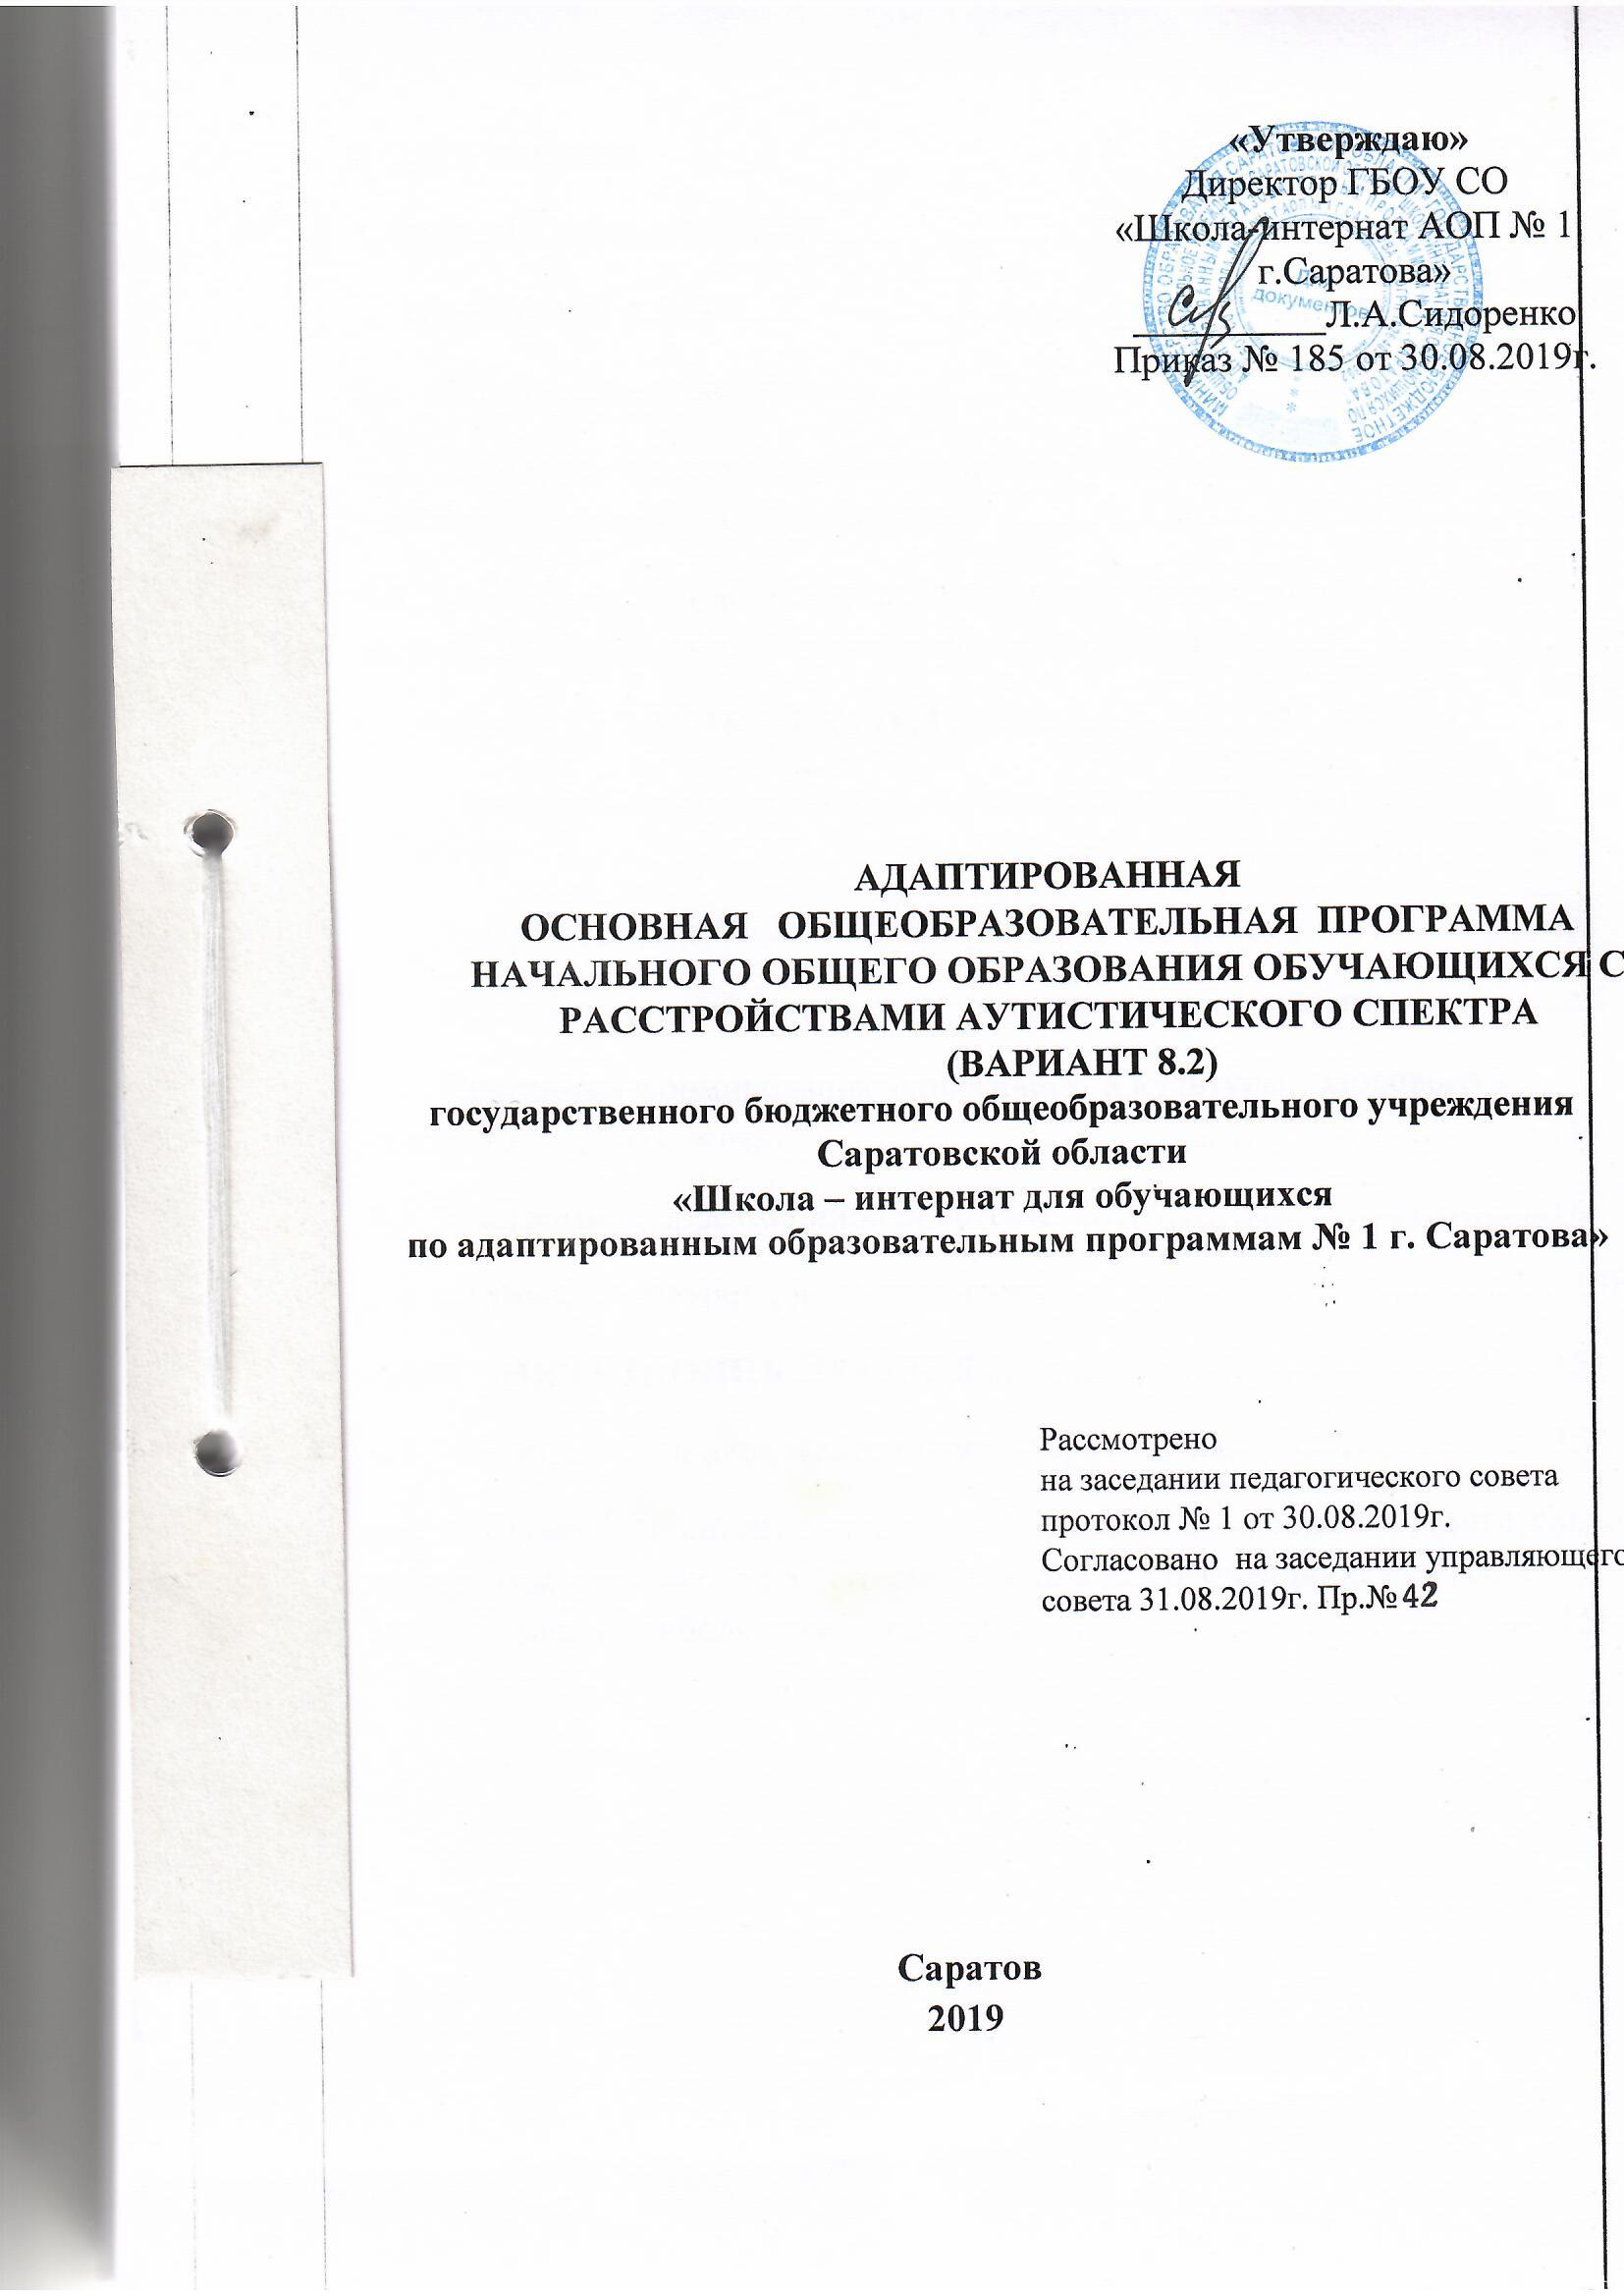 «Утверждаю»
Директор ГБОУ СО
«Школа-интернат АОП № 1
г.Саратова»
документов
Л.А.Сидоренко
Приказ № 185 от 30.08.2019г.
АДАПТИРОВАННАЯ
ОСНОВНАЯ ОБЩЕОБРАЗОВАТЕЛЬНАЯ ПРОГРАММА
НАЧАЛЬНОГО ОБЩЕГО ОБРАЗОВАНИЯ ОБУЧАЮЩИХСЯ С
РАССТРОЙСТВАМИ АУТИСТИЧЕСКОГО СПЕКТРА
(ВАРИАНТ 8.2)
государственного бюджетного общеобразовательного учреждения
Саратовской области
«Школа – интернат для обучающихся
по адаптированным образовательным программам № 1 г. Саратова»
Рассмотрено
на заседании педагогического совета
протокол № 1 от 30.08.2019г.
Согласовано на заседании управляющего
совета 31.08.2019г. Пр.№ 42
Саратов
2019